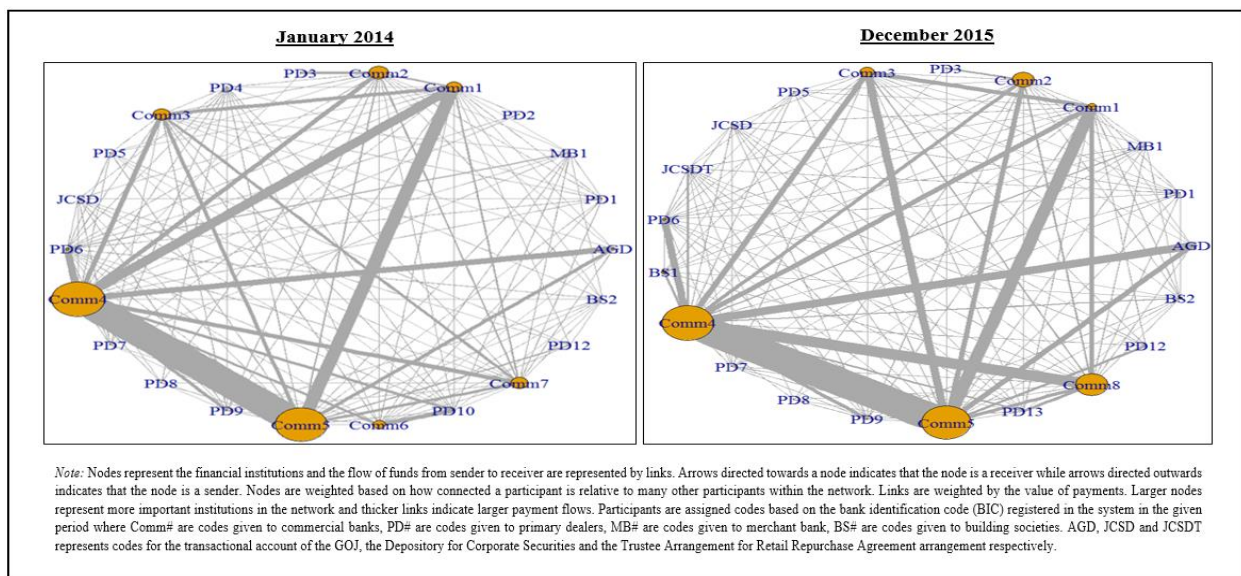 January 2014
December 2015
PD3
Comm2
Comm1
PD4
Comm3
PD2
PD5
MB1
JCSD
PD1
PD6
AGD
Comm4
BS2
PD7
PD12
PD8
Comm7
PD9
PD10
Comm5
Comm6
Comm3
PD3
Comm2
PD5
Comm1
JCSD
MB1
JCSDT
PD1
PD6
AGD
BS1
BS2
Comm4
PD12
PD7
Comm8
PD8
PD13
PD9
Comm5
Note: Nodes represent the financial institutions and the flow of funds from sender to receiver are represented by links. Arrows directed towards a node indicates that the node is a receiver while arrows directed outwards
indicates that the node is a sender. Nodes are weighted based on how connected a participant is relative to many other participants within the network. Links are weighted by the value of payments. Larger nodes
represent more important institutions in the network and thicker links indicate larger payment flows. Participants are assigned codes based on the bank identification code (BIC) registered in the system in the given
period where Comm# are codes given to commercial banks, PD# are codes given to primary dealers, MB# are codes given to merchant bank, BS# are codes given to building societies. AGD, JCSD and JCSDT
represents codes for the transactional account of the GOJ, the Depository for Corporate Securities and the Trustee Arrangement for Retail Repurchase Agreement arrangement respectively.